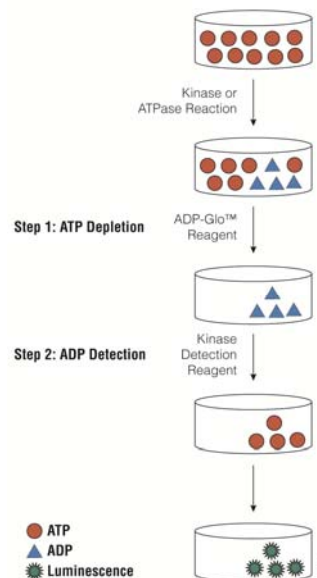 Kinase or
ATPase Reaction
Step 1: ATP Depletion
ADP-Glo™
Reagent
Step 2: ADP Detection
Kinase
Detection
Reagent
ATP
ADP
Luminescence